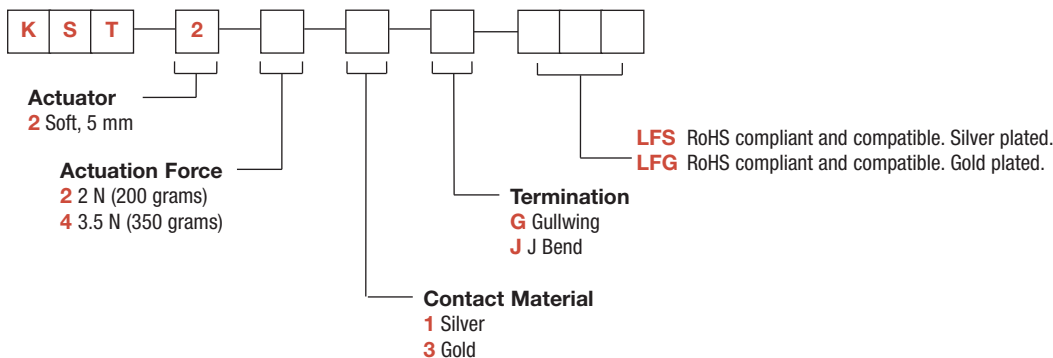 K S T 2
Actuator
2 Soft, 5 mm
Actuation Force
2 2 N (200 grams)
4 3.5 N (350 grams)
Contact Material
1 Silver
3 Gold
Termination
G Gullwing
J J Bend
LFS RoHS compliant and compatible. Silver plated.
LFG RoHS compliant and compatible. Gold plated.